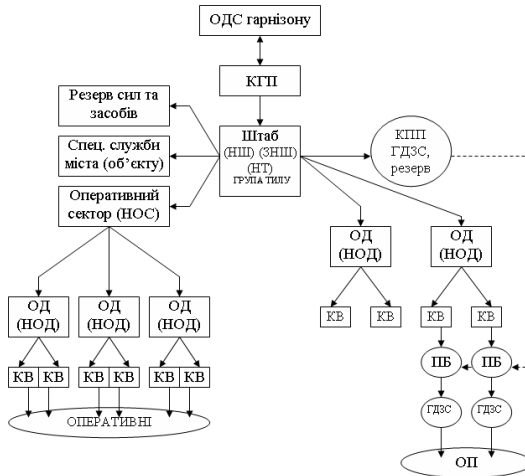 ОДС гарнізону
КГП
Резерв сил та
засобів
Штаб
(НШ) (ЗНШ)
(НТ)
ГРУПА ТИЛУ
КПП
ГДЗС,
резерв
Спец. служби
міста (об’єкту)
Оперативний
сектор (НОС)
ОД
(НОД)
ОД
(НОД)
ОД
(НОД)
ОД
(НОД)
ОД
(НОД)
КВ
КВ
КВ
КВ
КВ
КВ
КВ
КВ
КВ
КВ
ПБ
ПБ
ГДЗС
ГДЗС
ОПЕРАТИВНІ
ОП